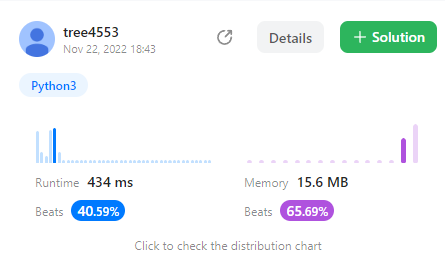 tree4553
Nov 22, 2022 18:43
Details
+ Solution
Python3
Runtime 434 ms
Memory 15.6 MB
Beats 40.59%
Beats 65.69%
Click to check the distribution chart